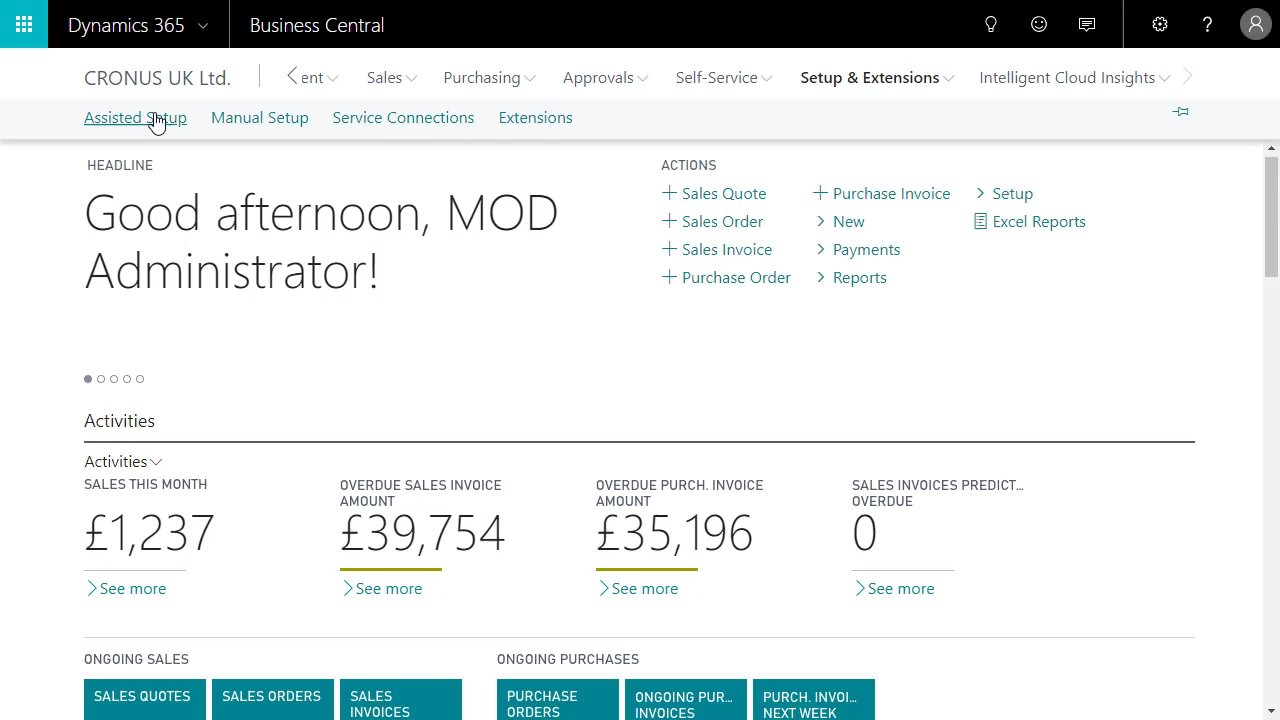 Dynamics 365 Business Central
CRONUS UK Ltd. ent Sales Purchasing Approvals Self-Service Setup & Extensions Intelligent Cloud Insights
Assisted Setup Manual Setup Service Connections Extensions
HEADLINE
Good afternoon, MOD
Administrator!
ACTIONS
Sales Quote Purchase Invoice Setup
Sales Order New Excel Reports
Sales Invoice Payments
Purchase Order Reports
Activities
Activities
SALES THIS MONTH
£1,237
See more
OVERDUE SALES INVOICE
AMOUNT
£39,754
See more
OVERDUE PURCH. INVOICE
AMOUNT
£35,196
See more
SALES INVOICES PREDICT...
OVERDUE
0
See more
ONGOING SALES
SALES QUOTES
SALES ORDERS
SALES
INVOICES
ONGOING PURCHASES
PURCHASE
ORDERS
ONGOING PUR...
INVOICES
PURCH. INVOI...
NEXT WEEK